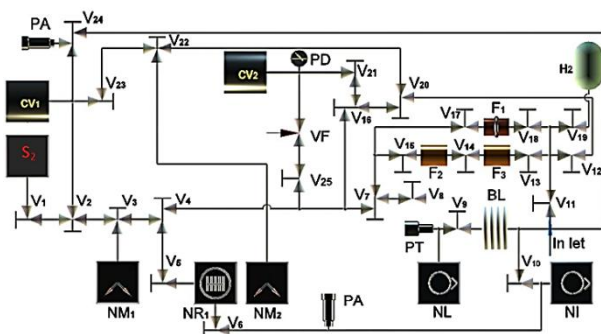 PA V24
V22
PD
V23
CV1
CV2
V21
V20
H2
V16
V17 F1 V18 V19
VF
S2
V15 F2 V14 F3 V13 V12
V25
V1 V2 V3 V4 V7 V8 V9 BL V11
PT In let
V5
V10
NM1 NR1 NM2 PA NL NI
V6